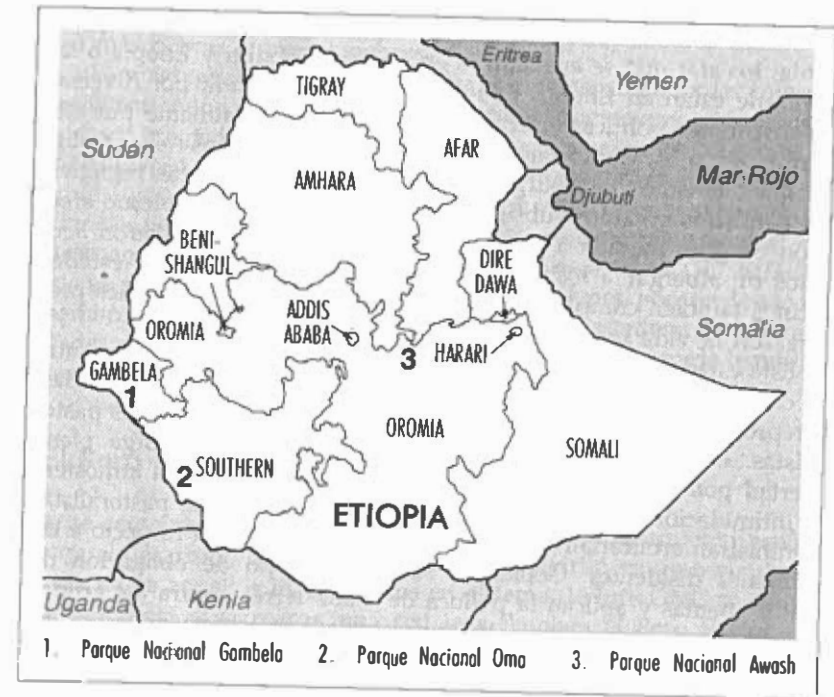 Eritrea
Yemen
TIGRAY
Sudán
AFAR
AMHARA
Mar Rojo
Djubutí
BENI-
SHANGUL
DIRE
DAWA
ADDIS
ABABA
OROMIA
Somalia
HARARI
GAMBELA
3
1
OROMIA
SOMALI
2
SOUTHERN
ETIOPIA
Uganda
Kenia
1. Parque Nacional Gambela 2. Parque Nacional Omo 3. Parque Nacional Awash